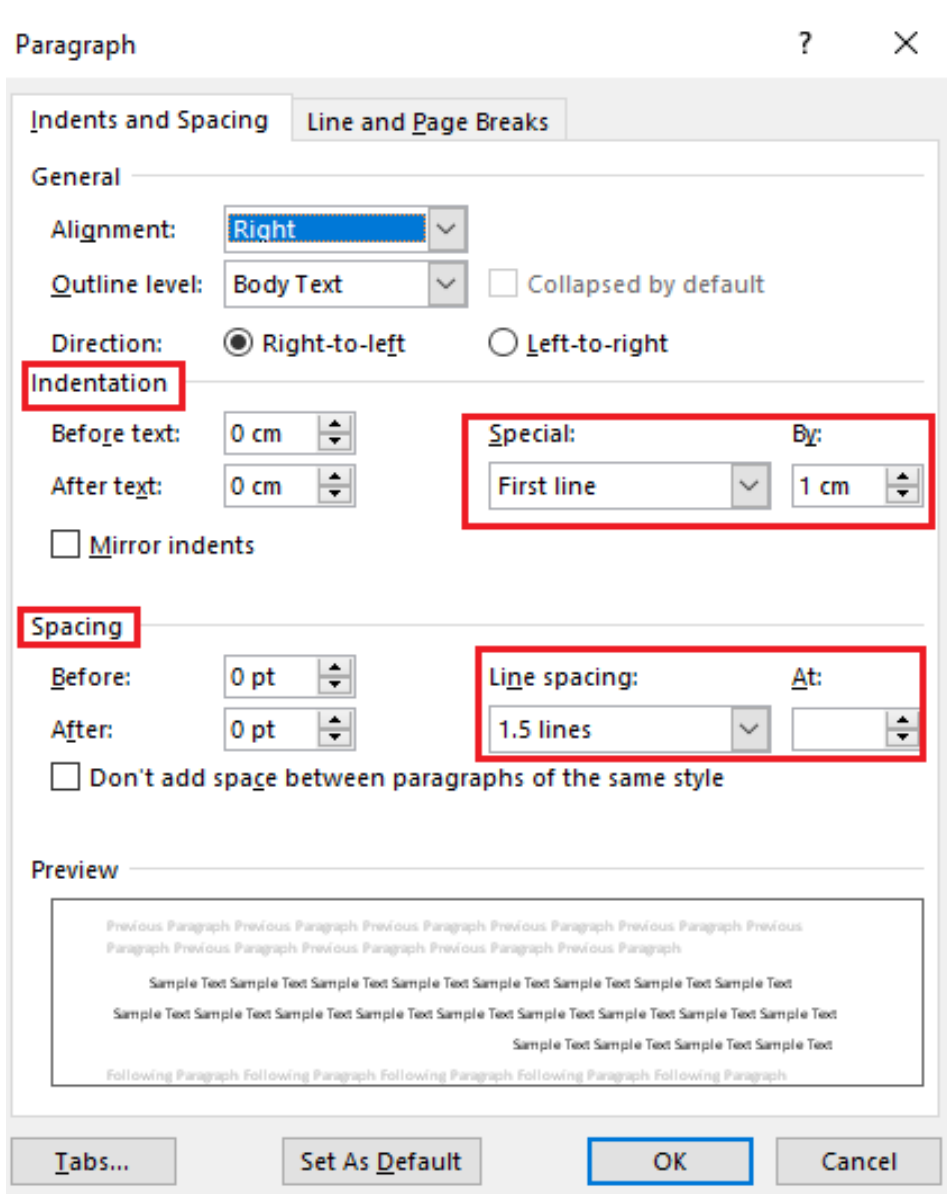 Paragraph ?
Indents and Spacing Line and Page Breaks
General
Alignment: Right
Outline level: Body Text Collapsed by default
Direction: Right-to-left Left-to-right
Indentation
Before text: 0 cm Special: By:
After text: 0 cm First line 1 cm
Mirror indents
Spacing
Before: 0 pt Line spacing: At:
After: 0 pt 1.5 lines
Don't add space between paragraphs of the same style
Preview
Previous Paragraph Previous Paragraph Previous Paragraph Previous Paragraph Previous Paragraph Previous
Paragraph Previous Paragraph Previous Paragraph Previous Paragraph Previous Paragraph
Sample Text Sample Text Sample Text Sample Text Sample Text Sample Text Sample Text Sample Text
Sample Text Sample Text Sample Text Sample Text Sample Text Sample Text Sample Text Sample Text Sample Text
Sample Text Sample Text Sample Text Sample Text
Following Paragraph Following Paragraph Following Paragraph Following Paragraph Following Paragraph
Tabs... Set As Default OK Cancel